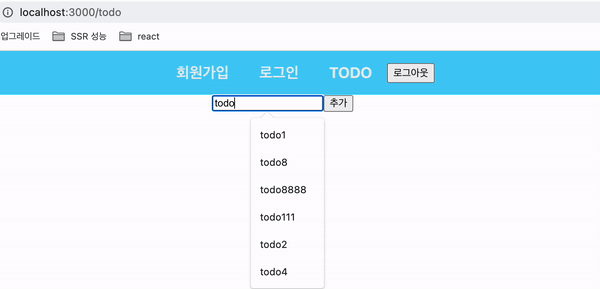 localhost:3000/todo
업그레이드 SSR 성능 react
회원가입 로그인 TODO 로그아웃
todo 추가
todo1
todo8
todo8888
todo111
todo2
todo4